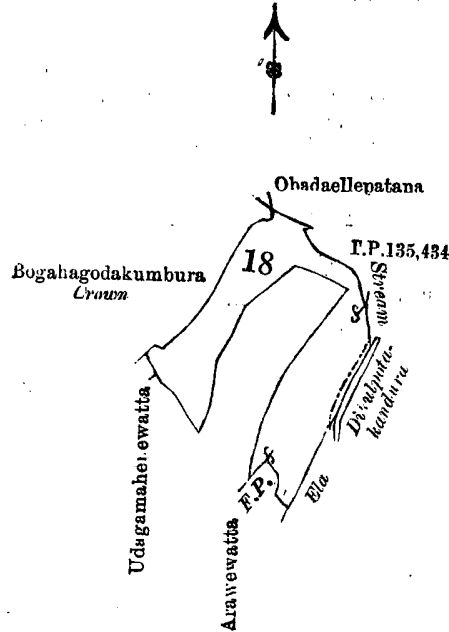 Ohadaellepatana
T.P.135,434
18
Bogahagodakumbura
Crown
Stream
kandura
Ela
F.P.
Arawewatta